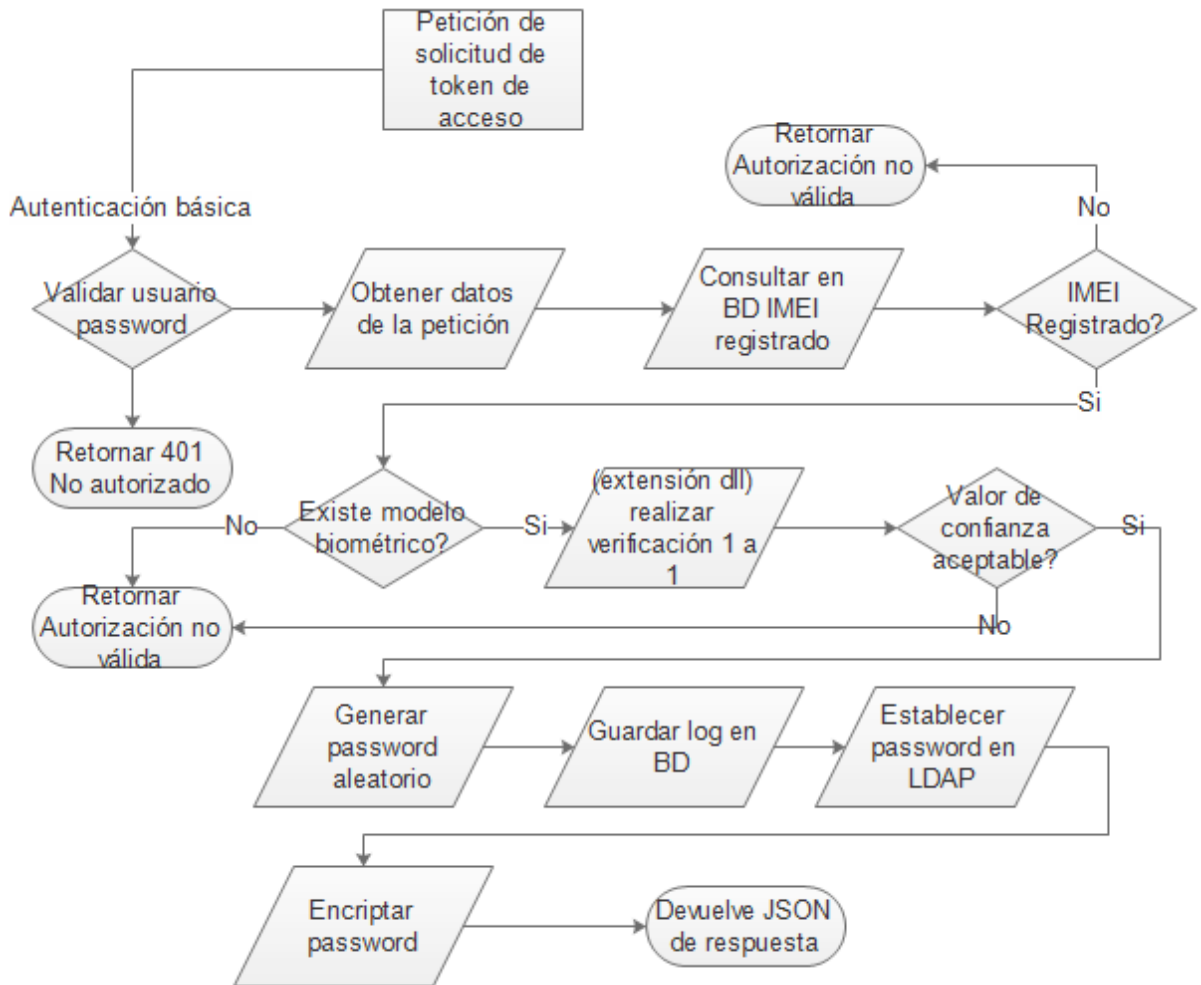 Petición de
solicitud de
token de
acceso
Retornar
Autorización no
válida
Autenticación básica
No
Validar usuario
password
Obtener datos
de la petición
Consultar en
BD IMEI
registrado
IMEI
Registrado?
Si
Retornar 401
No autorizado
Existe modelo
biométrico?
No
Si
(extensión dll)
realizar
verificación 1 a
1
Valor de
confianza
aceptable?
Si
No
Retornar
Autorización no
válida
Generar
password
aleatorio
Guardar log en
BD
Establecer
password en
LDAP
Encriptar
password
Devuelve JSON
de respuesta